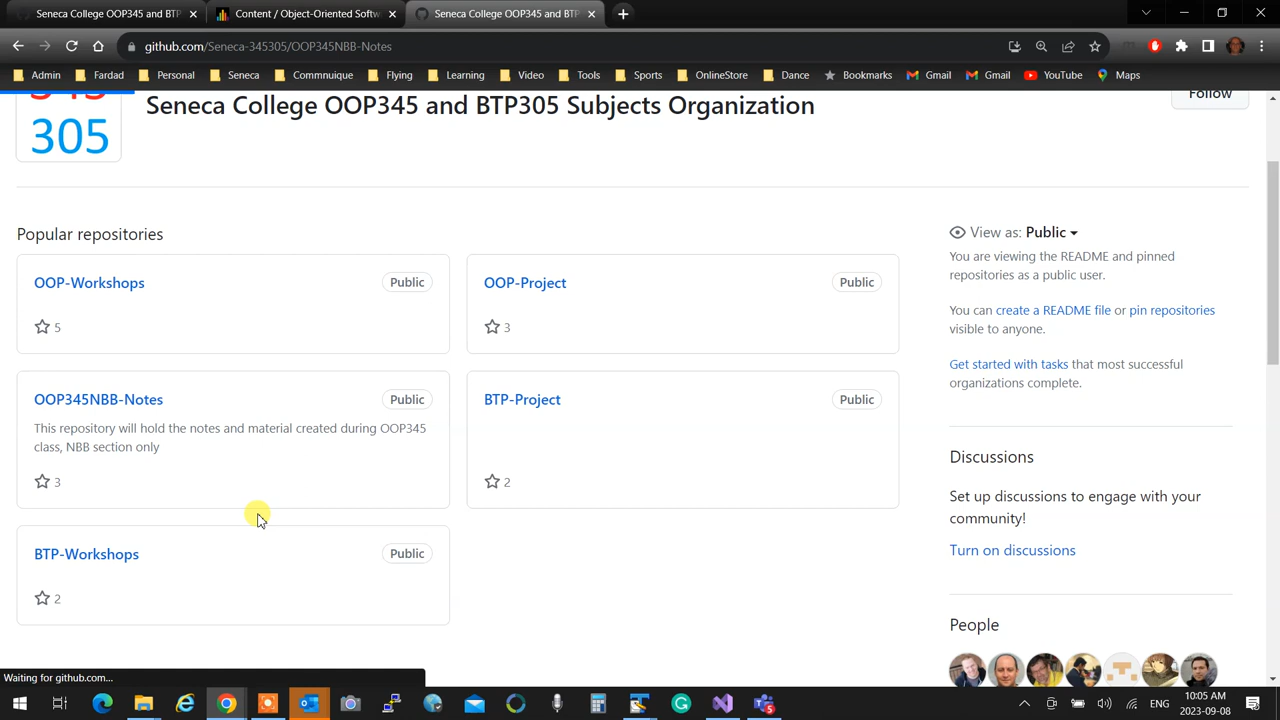 Seneca College OOP345 and BTP
Content / Object-Oriented Softw
Seneca College OOP345 and BTP
github.com/Seneca-345305/OOP345NBB-Notes
Admin
Fardad
Personal
Seneca
Commnuique
Flying
Learning
Video
Tools
Sports
OnlineStore
Dance
Bookmarks
Gmail
Gmail
YouTube
Maps
345
305
Seneca College OOP345 and BTP305 Subjects Organization
Follow
Popular repositories
OOP-Workshops
Public
5
OOP-Project
Public
3
OOP345NBB-Notes
Public
This repository will hold the notes and material created during OOP345
class, NBB section only
3
BTP-Project
Public
2
BTP-Workshops
Public
2
View as: Public
You are viewing the README and pinned
repositories as a public user.
You can create a README file or pin repositories
visible to anyone.
Get started with tasks that most successful
organizations complete.
Discussions
Set up discussions to engage with your
community!
Turn on discussions
People
Waiting for github.com...
ENG
10:05 AM
2023-09-08